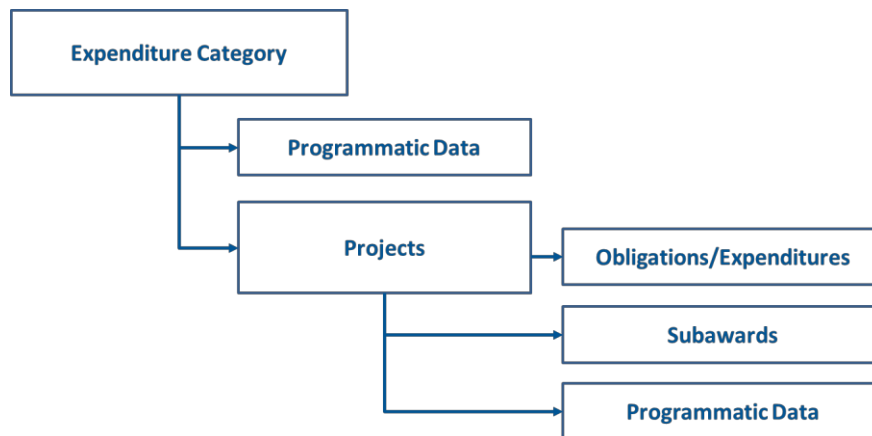 Expenditure Category
Programmatic Data
Projects
Obligations/Expenditures
Subawards
Programmatic Data